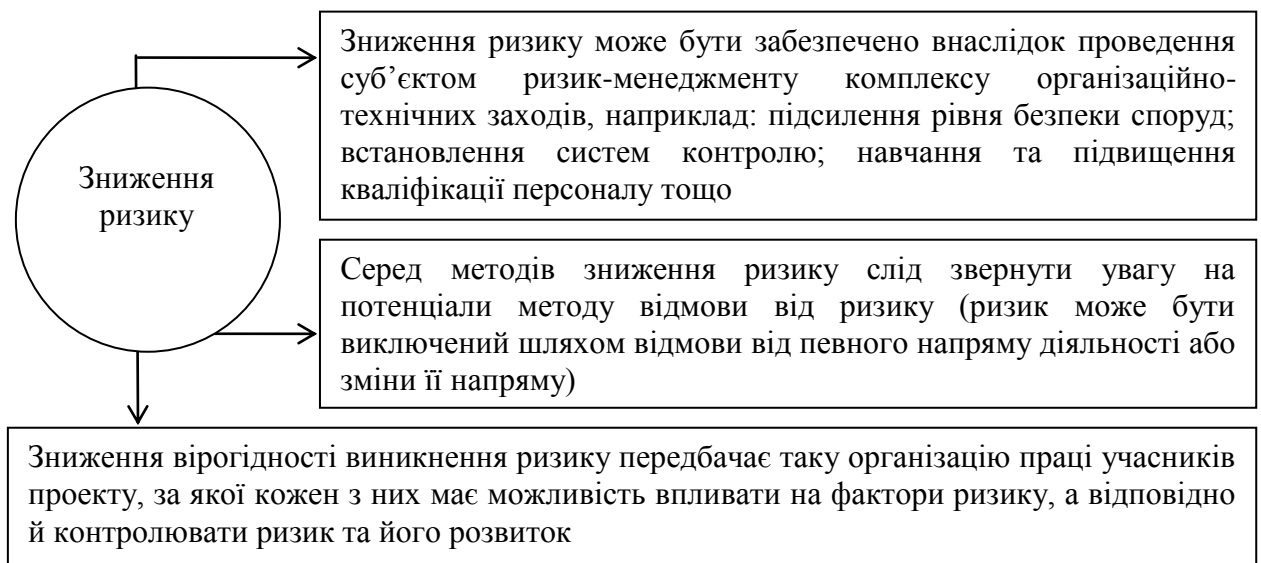 Зниження ризику може бути забезпечено внаслідок проведення
суб’єктом ризик-менеджменту комплексу організаційно-
технічних заходів, наприклад: підсилення рівня безпеки споруд;
встановлення систем контролю; навчання та підвищення
кваліфікації персоналу тощо
Зниження
ризику
Серед методів зниження ризику слід звернути увагу на
потенціали методу відмови від ризику (ризик може бути
виключений шляхом відмови від певного напряму діяльності або
зміни її напряму)
Зниження вірогідності виникнення ризику передбачає таку організацію праці учасників
проекту, за якої кожен з них має можливість впливати на фактори ризику, а відповідно
й контролювати ризик та його розвиток